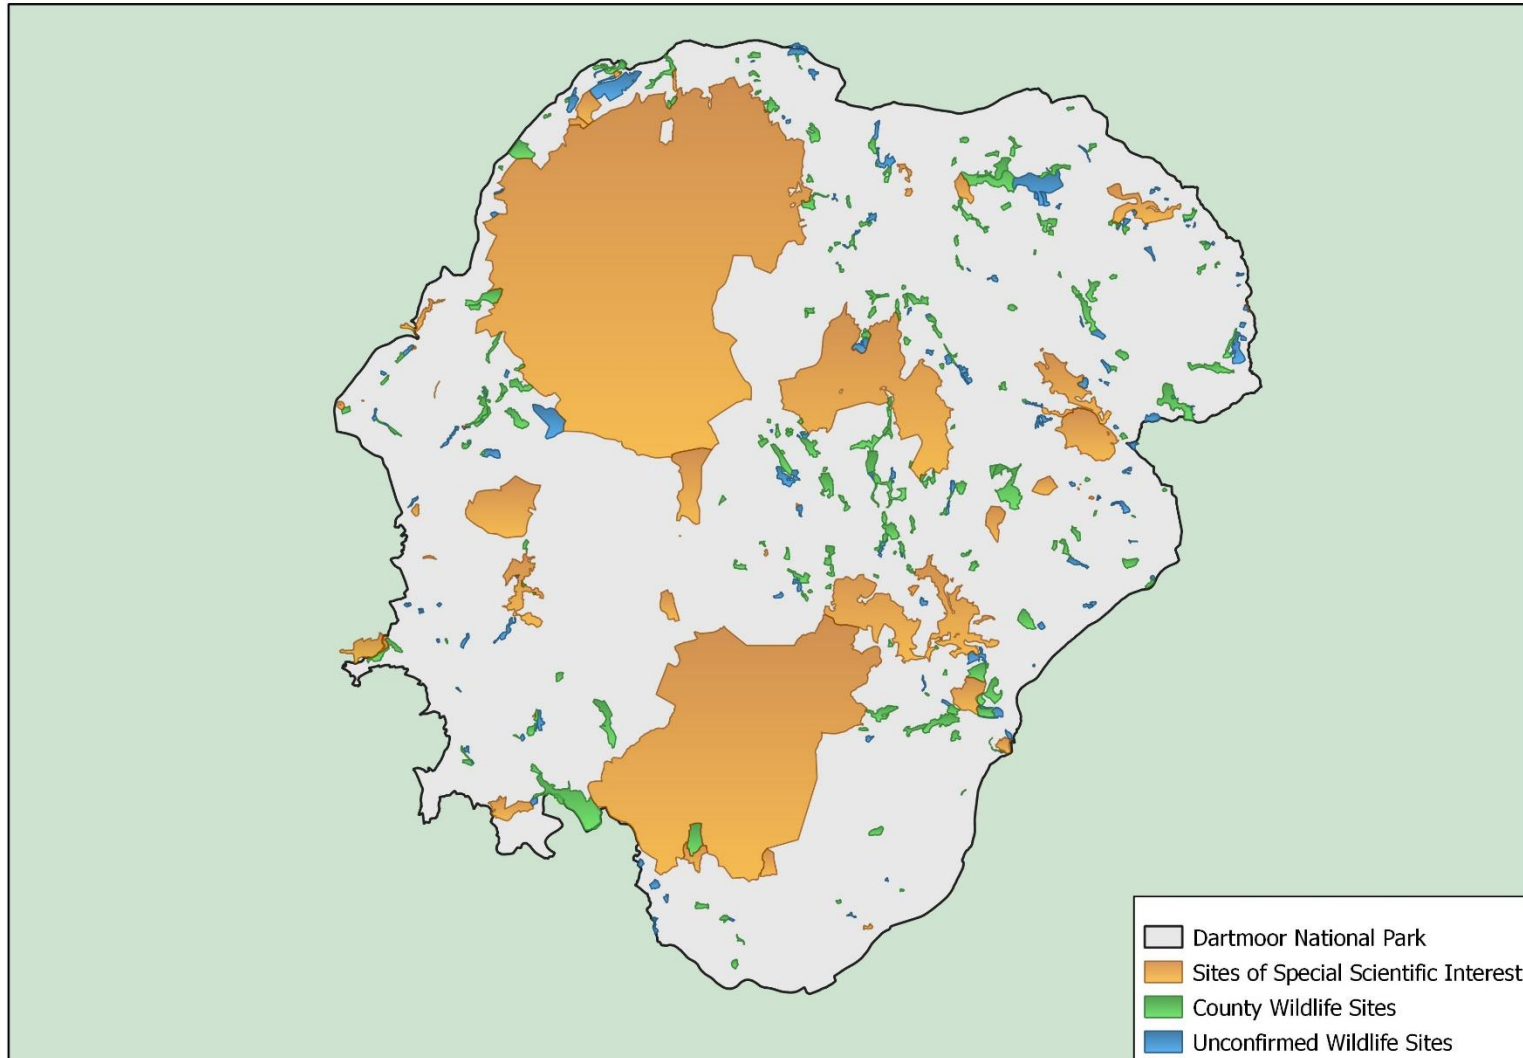 Dartmoor National Park
Sites of Special Scientific Interest
County Wildlife Sites
Unconfirmed Wildlife Sites